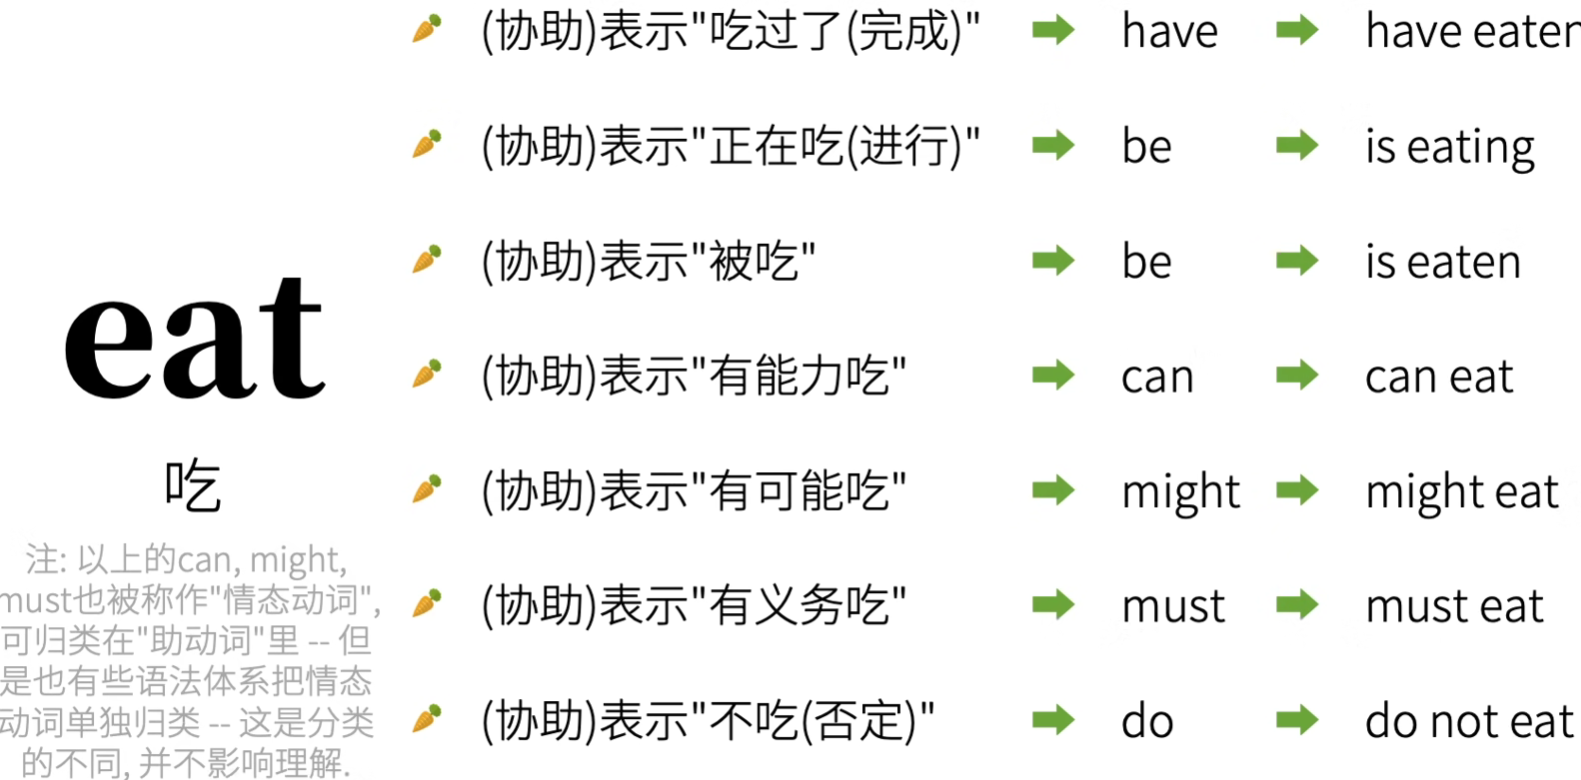 (协助)表示"吃过了(完成)" have have eaten
(协助)表示"正在吃(进行)" be is eating
(协助)表示"被吃" be is eaten
(协助)表示"有能力吃" can can eat
(协助)表示"有可能吃" might might eat
(协助)表示"有义务吃" must must eat
(协助)表示"不吃(否定)" do do not eat
eat
吃
注: 以上的can, might,
must也被称作"情态动词",
可归类在"助动词"里 -- 但
是也有些语法体系把情态
动词单独归类 -- 这是分类
的不同, 并不影响理解.